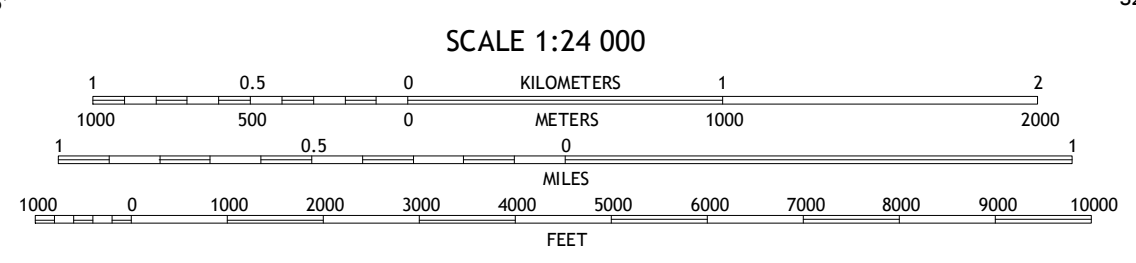 SCALE 1:24 000
1 0.5 0 KILOMETERS 1 2
1000 500 0 METERS 1000 2000
1 0.5 0 1
MILES
1000 0 1000 2000 3000 4000 5000 6000 7000 8000 9000 10000
FEET